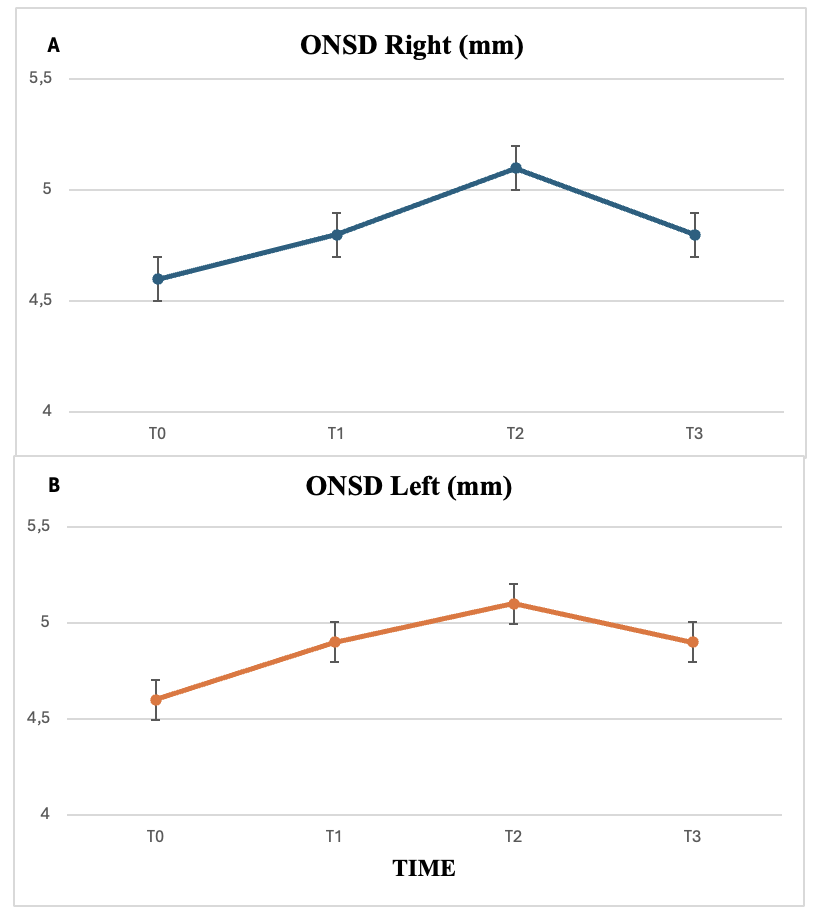 A
ONSD Right (mm)
5,5
5
4,5
4
T0 T1 T2 T3
B
ONSD Left (mm)
5,5
5
4,5
4
T0 T1 T2 T3
TIME